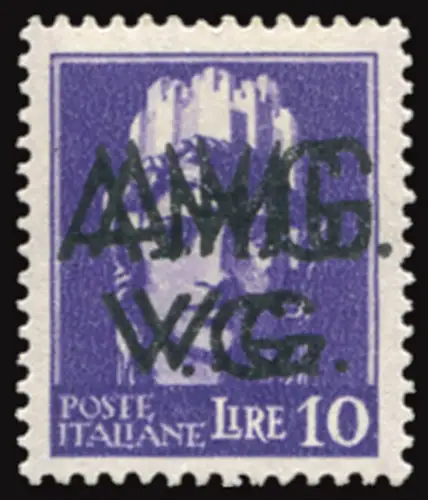 A.M.G.
V.G.
POSTE
ITALIANE LIRE 10